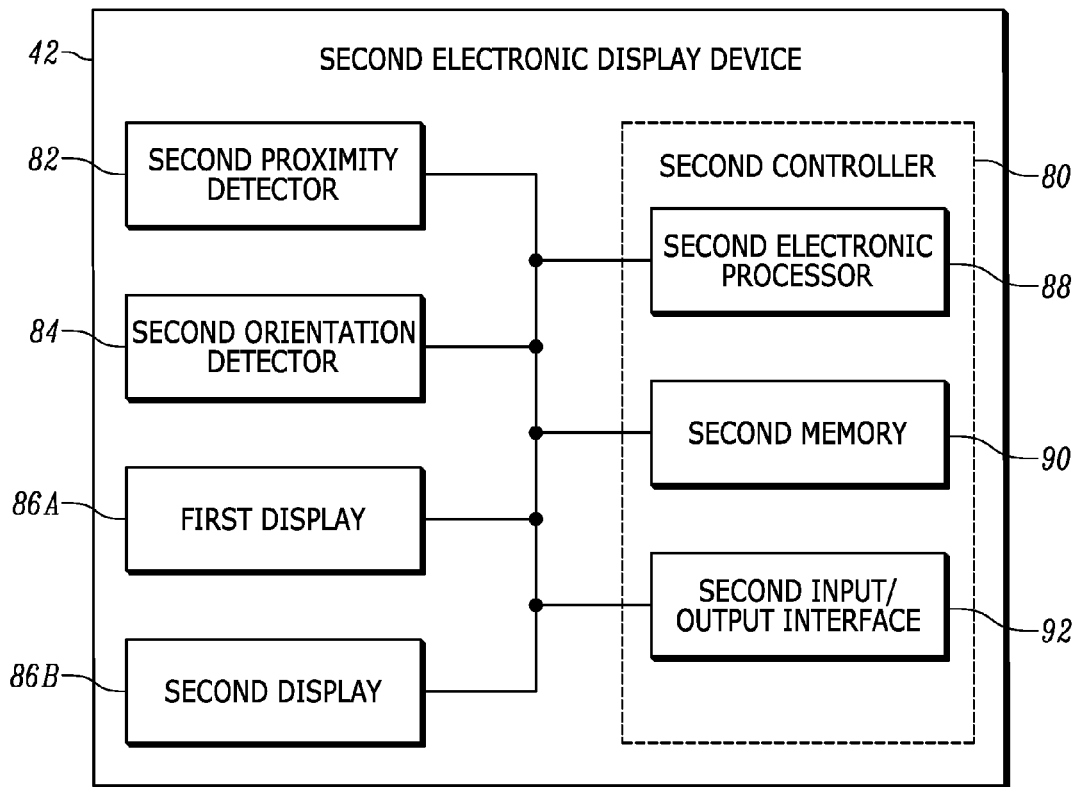 42
SECOND ELECTRONIC DISPLAY DEVICE
82
SECOND PROXIMITY
DETECTOR
84
SECOND ORIENTATION
DETECTOR
86A
FIRST DISPLAY
86B
SECOND DISPLAY
SECOND CONTROLLER
80
SECOND ELECTRONIC
PROCESSOR
88
SECOND MEMORY
90
SECOND INPUT/
OUTPUT INTERFACE
92